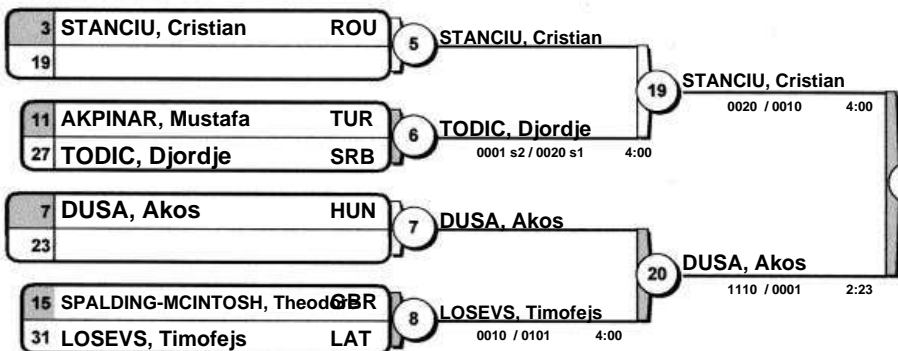 3 STANCIU, Cristian ROU
19
5 STANCIU, Cristian
11 AKPINAR, Mustafa TUR
27 TODIC, Djordje SRB
6 TODIC, Djordje
0001 s2 / 0020 s1 4:00
19 STANCIU, Cristian
0020 / 0010 4:00
7 DUSA, Akos HUN
23
7 DUSA, Akos
15 SPALDING-MCINTOSH, Theodore GBR
31 LOSEVS, Timofejs LAT
8 LOSEVS, Timofejs
0010 / 0101 4:00
20 DUSA, Akos
1110 / 0001 2:23